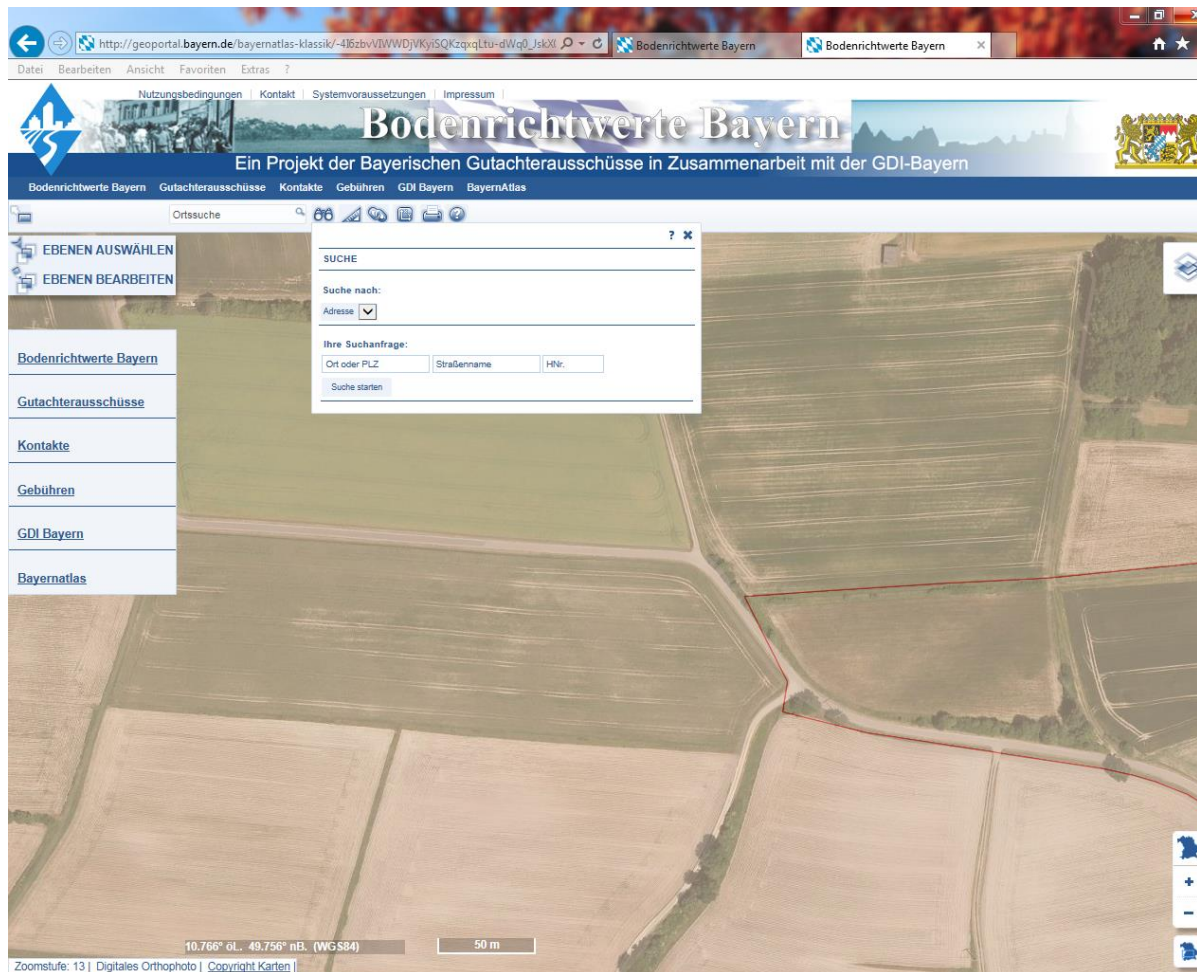 http://geoportal.bayern.de/bayernatlas-klassik/
Bodenrichtwerte Bayern
Bodenrichtwerte Bayern
Datei Bearbeiten Ansicht Favoriten Extras ?
Nutzungsbedingungen | Kontakt | Systemvoraussetzungen | Impressum |
Bodenrichtwerte Bayern
Ein Projekt der Bayerischen Gutachterausschüsse in Zusammenarbeit mit der GDI-Bayern
Bodenrichtwerte Bayern Gutachterausschüsse Kontakte Gebühren GDI Bayern BayernAtlas
Ortssuche
EBENEN AUSWÄHLEN
EBENEN BEARBEITEN
? ×
SUCHE
Suche nach:
Adresse
Ihre Suchanfrage:
Ort oder PLZ Straßenname HNr.
Suche starten
Bodenrichtwerte Bayern
Gutachterausschüsse
Kontakte
Gebühren
GDI Bayern
Bayernatlas
+
−
10.766° öL. 49.756° nB. (WGS84) 50 m
Zoomstufe: 13 | Digitales Orthophoto | Copyright Karten |